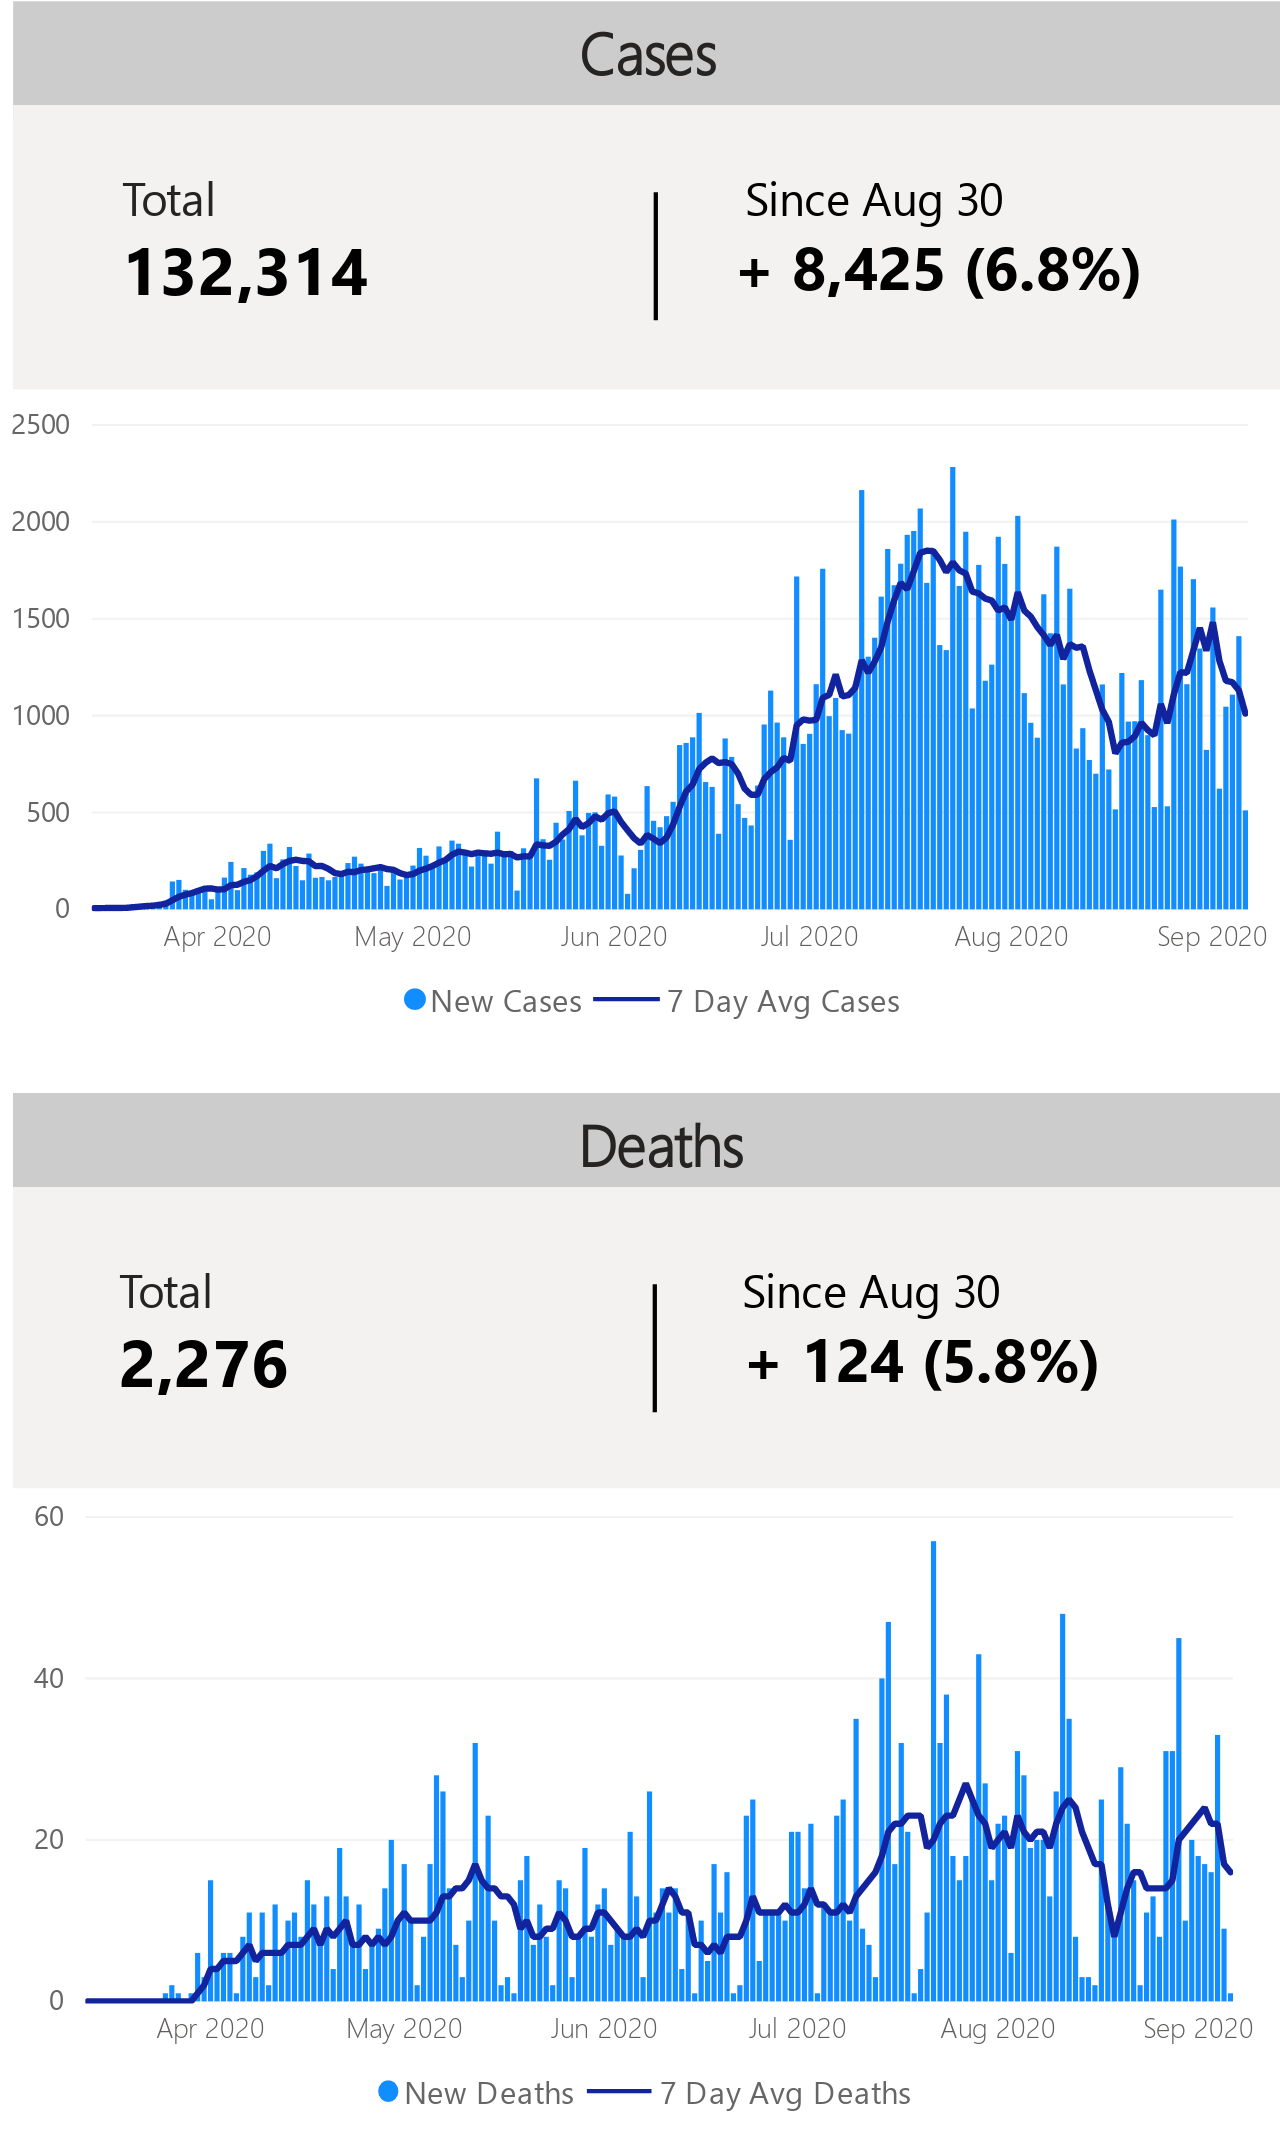 Cases
Total
132,314
Since Aug 30
+ 8,425 (6.8%)
2500
2000
1500
1000
500
0
Apr 2020 May 2020 Jun 2020 Jul 2020 Aug 2020 Sep 2020
New Cases 7 Day Avg Cases
Deaths
Total
2,276
Since Aug 30
+ 124 (5.8%)
60
40
20
0
Apr 2020 May 2020 Jun 2020 Jul 2020 Aug 2020 Sep 2020
New Deaths 7 Day Avg Deaths